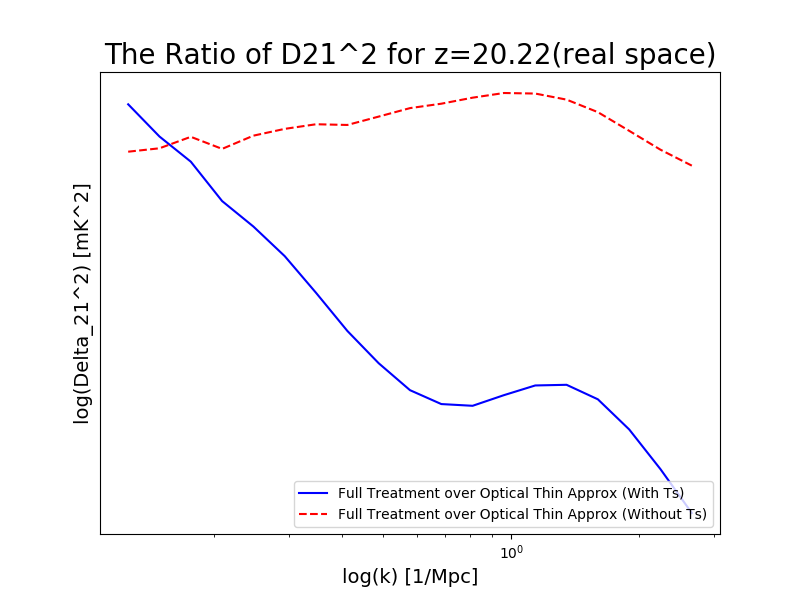 The Ratio of D21^2 for z=20.22(real space)
log(Delta_21^2) [mK^2]
Full Treatment over Optical Thin Approx (With Ts)
Full Treatment over Optical Thin Approx (Without Ts)
10^0
log(k) [1/Mpc]